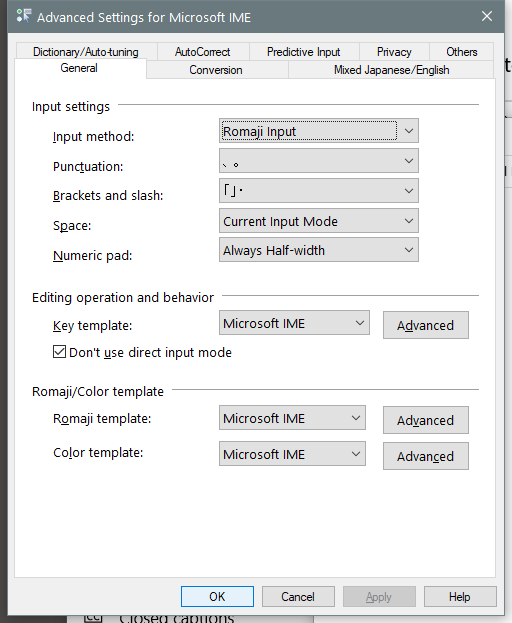 Advanced Settings for Microsoft IME
Dictionary/Auto-tuning AutoCorrect Predictive Input Privacy Others
General Conversion Mixed Japanese/English
Input settings
Input method: Romaji Input
Punctuation: 、。
Brackets and slash: 「」・
Space: Current Input Mode
Numeric pad: Always Half-width
Editing operation and behavior
Key template: Microsoft IME Advanced
Don't use direct input mode
Romaji/Color template
Romaji template: Microsoft IME Advanced
Color template: Microsoft IME Advanced
OK Cancel Apply Help
Closed captions